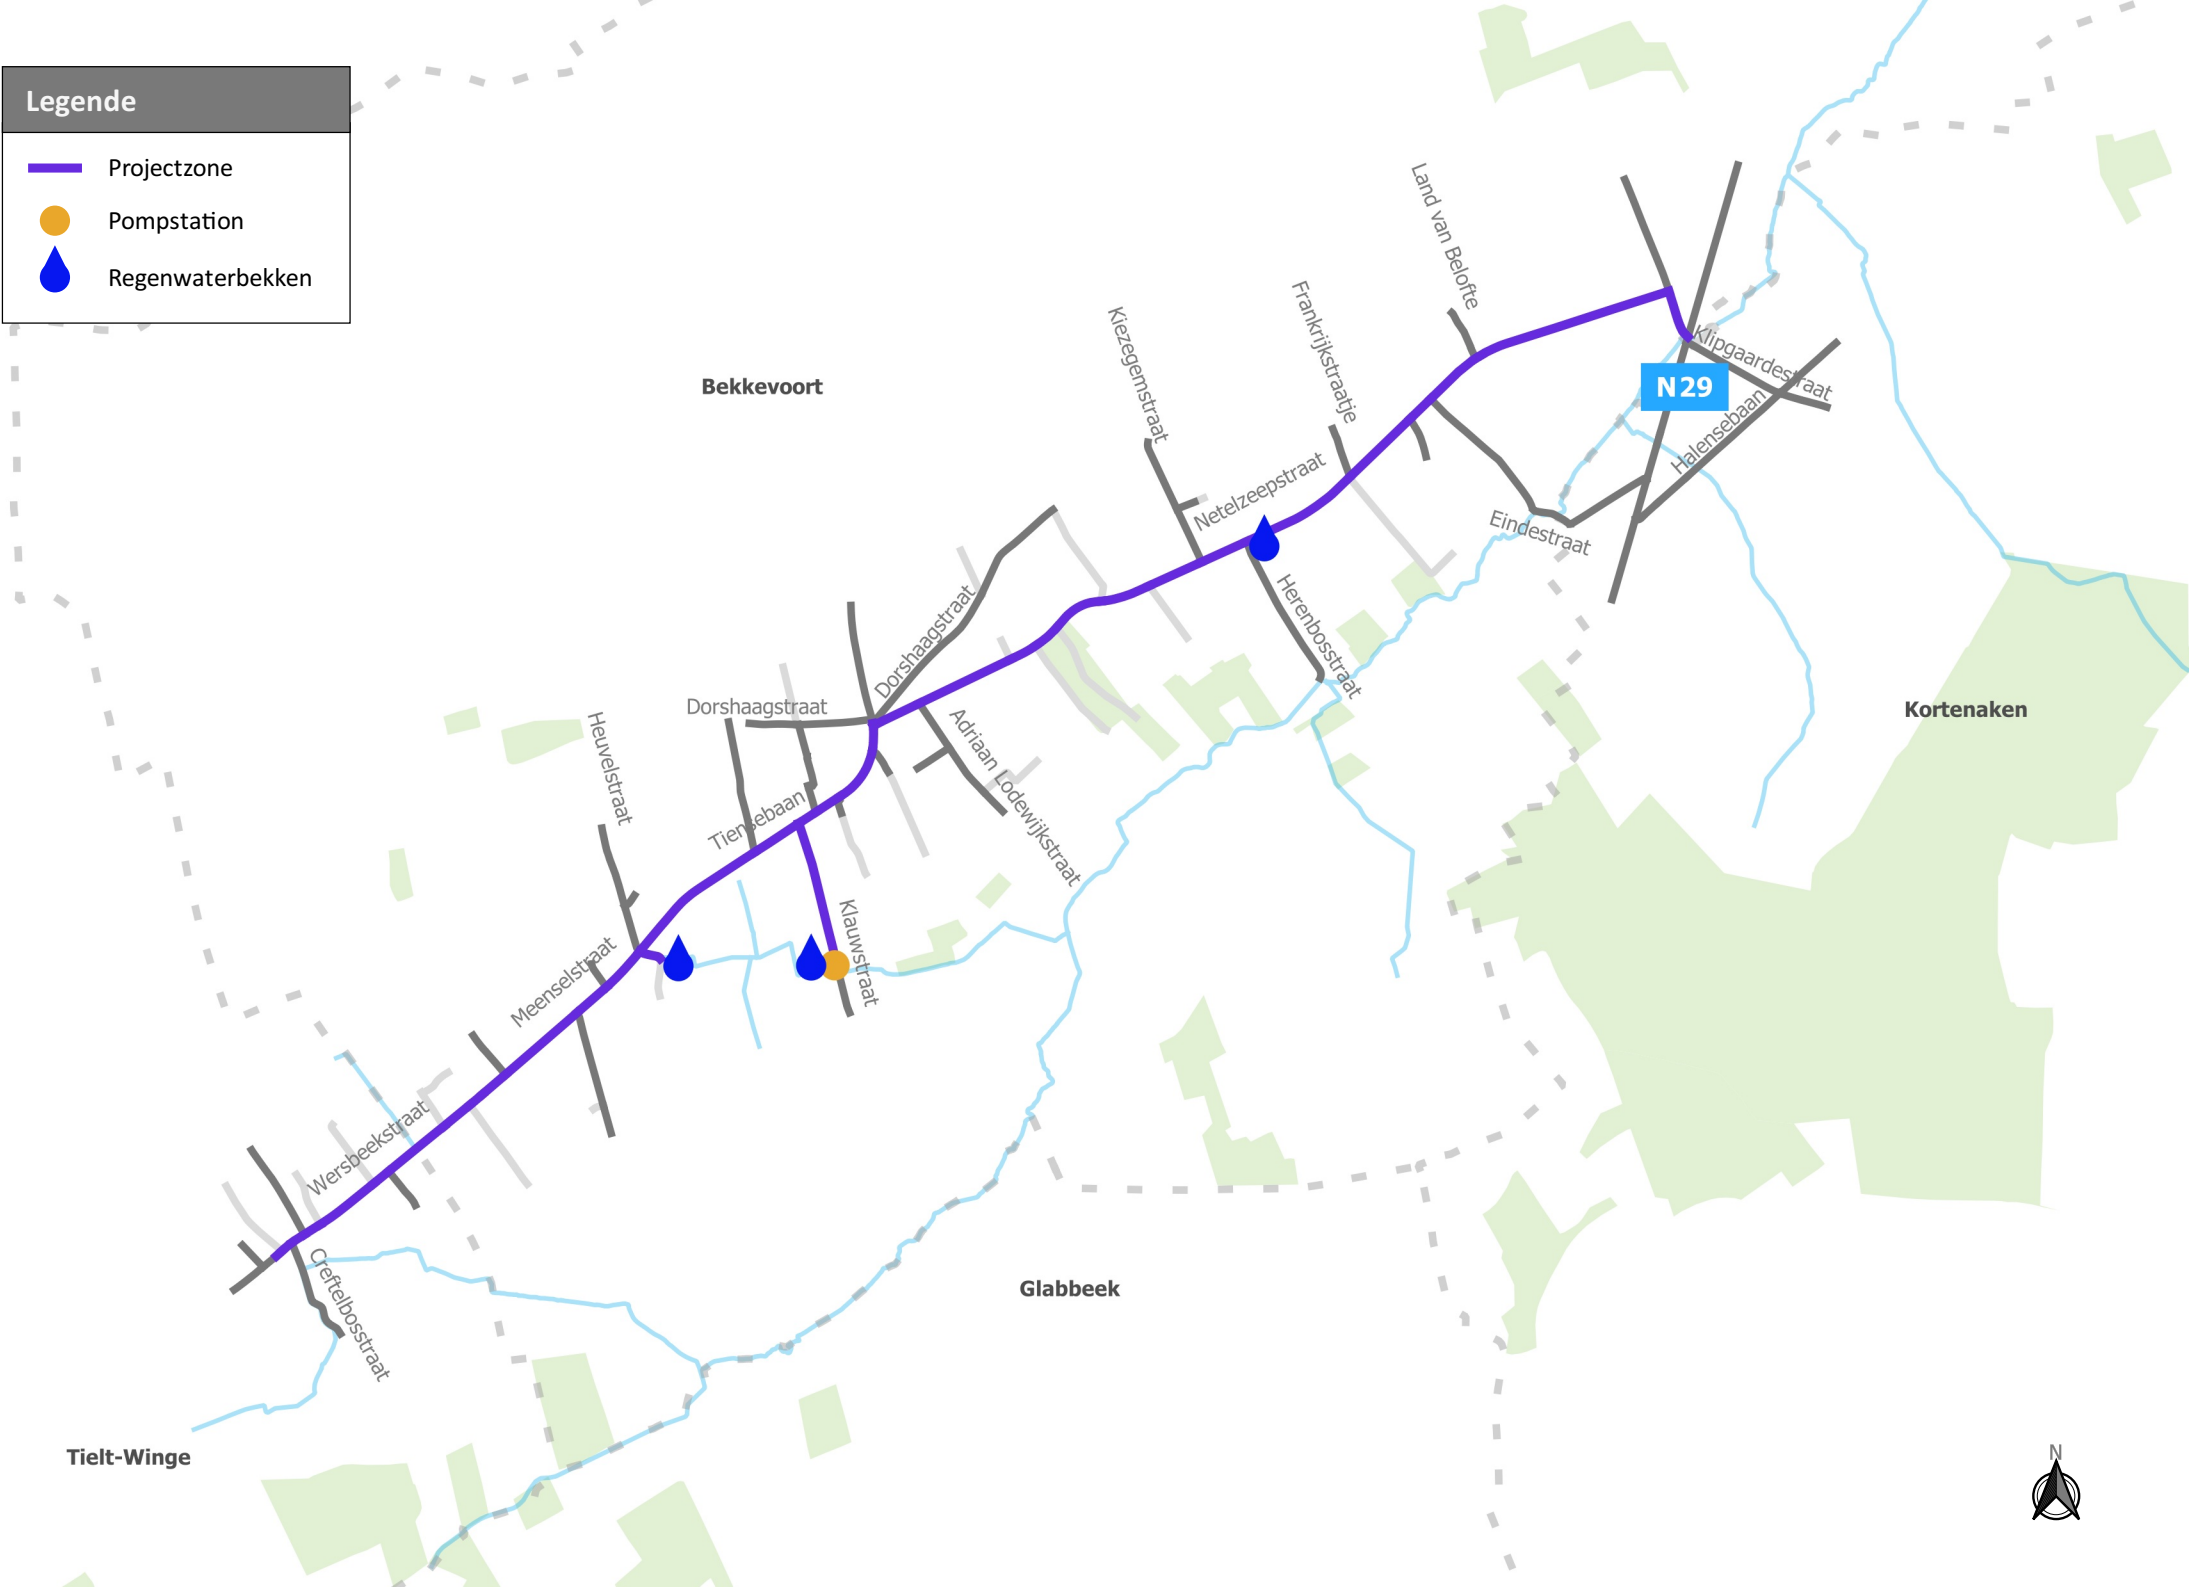 Legende
Projectzone
Pompstation
Regenwaterbekken
Land van Belofte
Frankrijkstraatje
Kiezegemstraat
Klipgaardestraat
N29
Bekkevoort
Halensebaan
Netelzeepstraat
Eindestraat
Herenbosstraat
Dorshaagstraat
Dorshaagstraat
Kortenaken
Heuvelstraat
Adriaan Lodewijkstraat
Tiensebaan
Klauwstraat
Meenselstraat
Wersbeekstraat
Creftelbosstraat
Glabbeek
Tielt-Winge
N